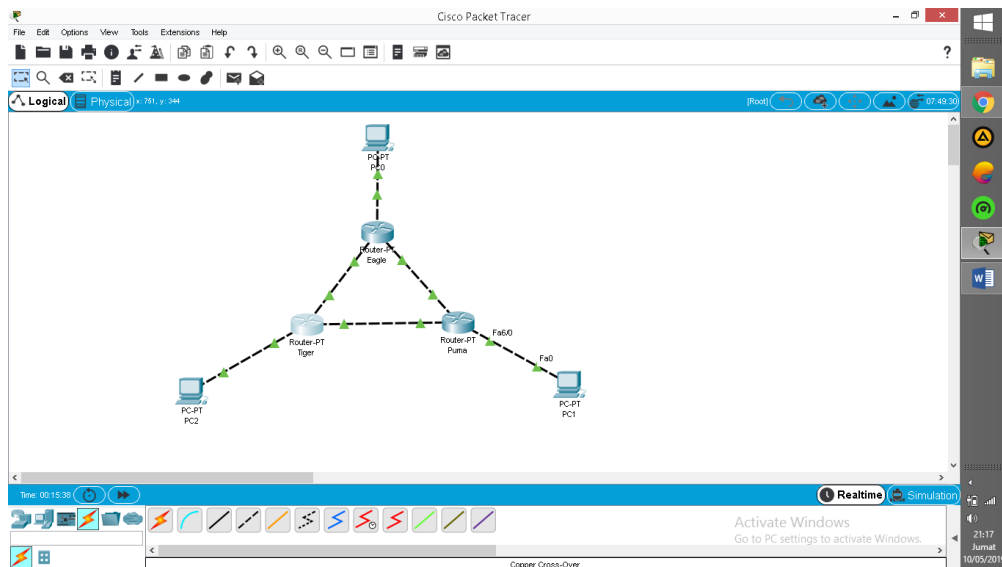 Cisco Packet Tracer
File Edit Options View Tools Extensions Help
?
Logical Physical x: 751, y: 344 [Root] 07:49:30
PC-PT
PC0
Router-PT
Eagle
Router-PT
Tiger
Router-PT
Puma
Fa6/0
Fa0
PC-PT
PC2
PC-PT
PC1
Time: 00:15:38 Realtime Simulation
Activate Windows
Go to PC settings to activate Windows.
Copper Cross-Over
W
21:17
Jumat
10/05/2019